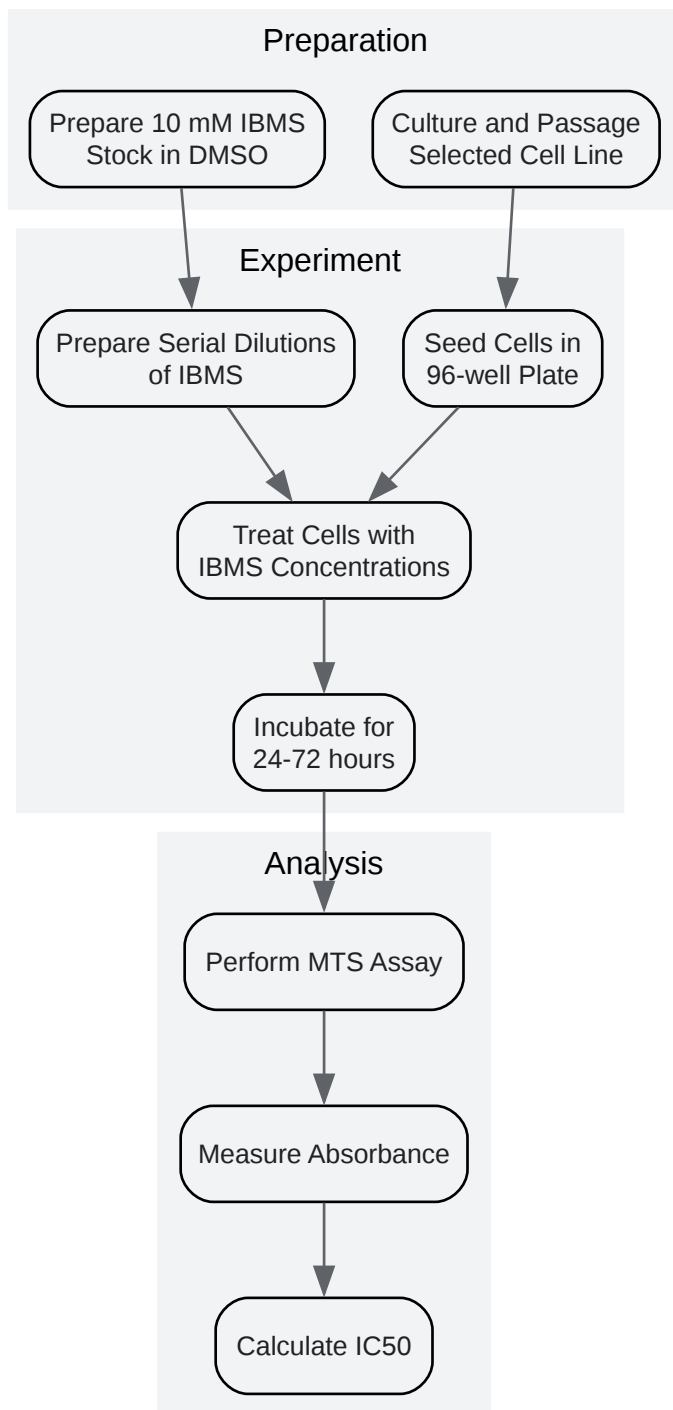 Preparation
Prepare 10 mM IBMS
Stock in DMSO
Culture and Passage
Selected Cell Line
Experiment
Prepare Serial Dilutions
of IBMS
Seed Cells in
96-well Plate
Treat Cells with
IBMS Concentrations
Incubate for
24-72 hours
Analysis
Perform MTS Assay
Measure Absorbance
Calculate IC50